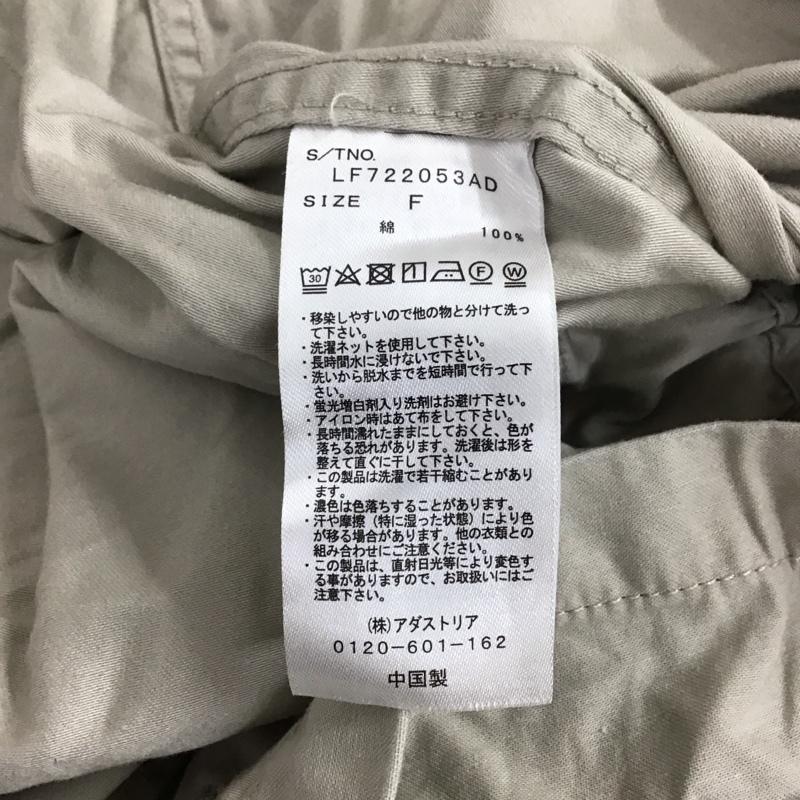 S/TNO.
LF722053AD
SIZE F
綿 100%
30 1 F W
・移染しやすいので他の物と分けて洗っ
て下さい。
・洗濯ネットを使用して下さい。
・長時間水に浸けないで下さい。
・洗いから脱水までを短時間で行って下
さい。
・蛍光増白剤入り洗剤はお避け下さい。
・アイロン時はあて布をして下さい。
・長時間濡れたままにしておくと、色が
落ちる恐れがあります。洗濯後は形を
整えて直ぐに干して下さい。
・この製品は洗濯で若干縮むことがあり
ます。
・濃色は色落ちすることがあります。
・汗や摩擦（特に湿った状態）により色
が移る場合があります。他の衣類との
組み合わせにご注意ください。
・この製品は、直射日光等により変色す
る事がありますので、お取扱いにはご
注意下さい。
(株)アダストリア
0120-601-162
中国製